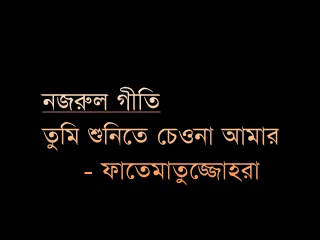 নজরুল গীতি
তুমি শুনিতে চেওনা আমার
- ফাতেমাতুজ্জোহরা